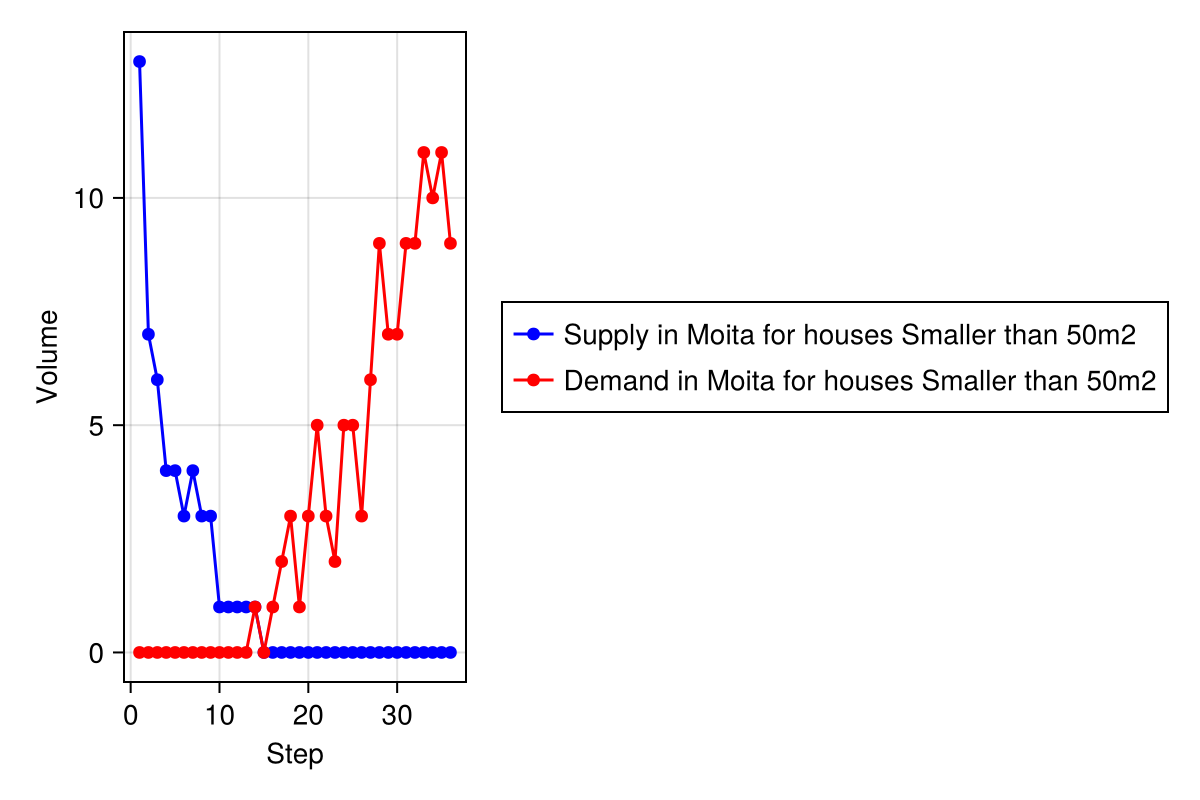 Volume
10
5
0
0 10 20 30
Step
Supply in Moita for houses Smaller than 50m2
Demand in Moita for houses Smaller than 50m2